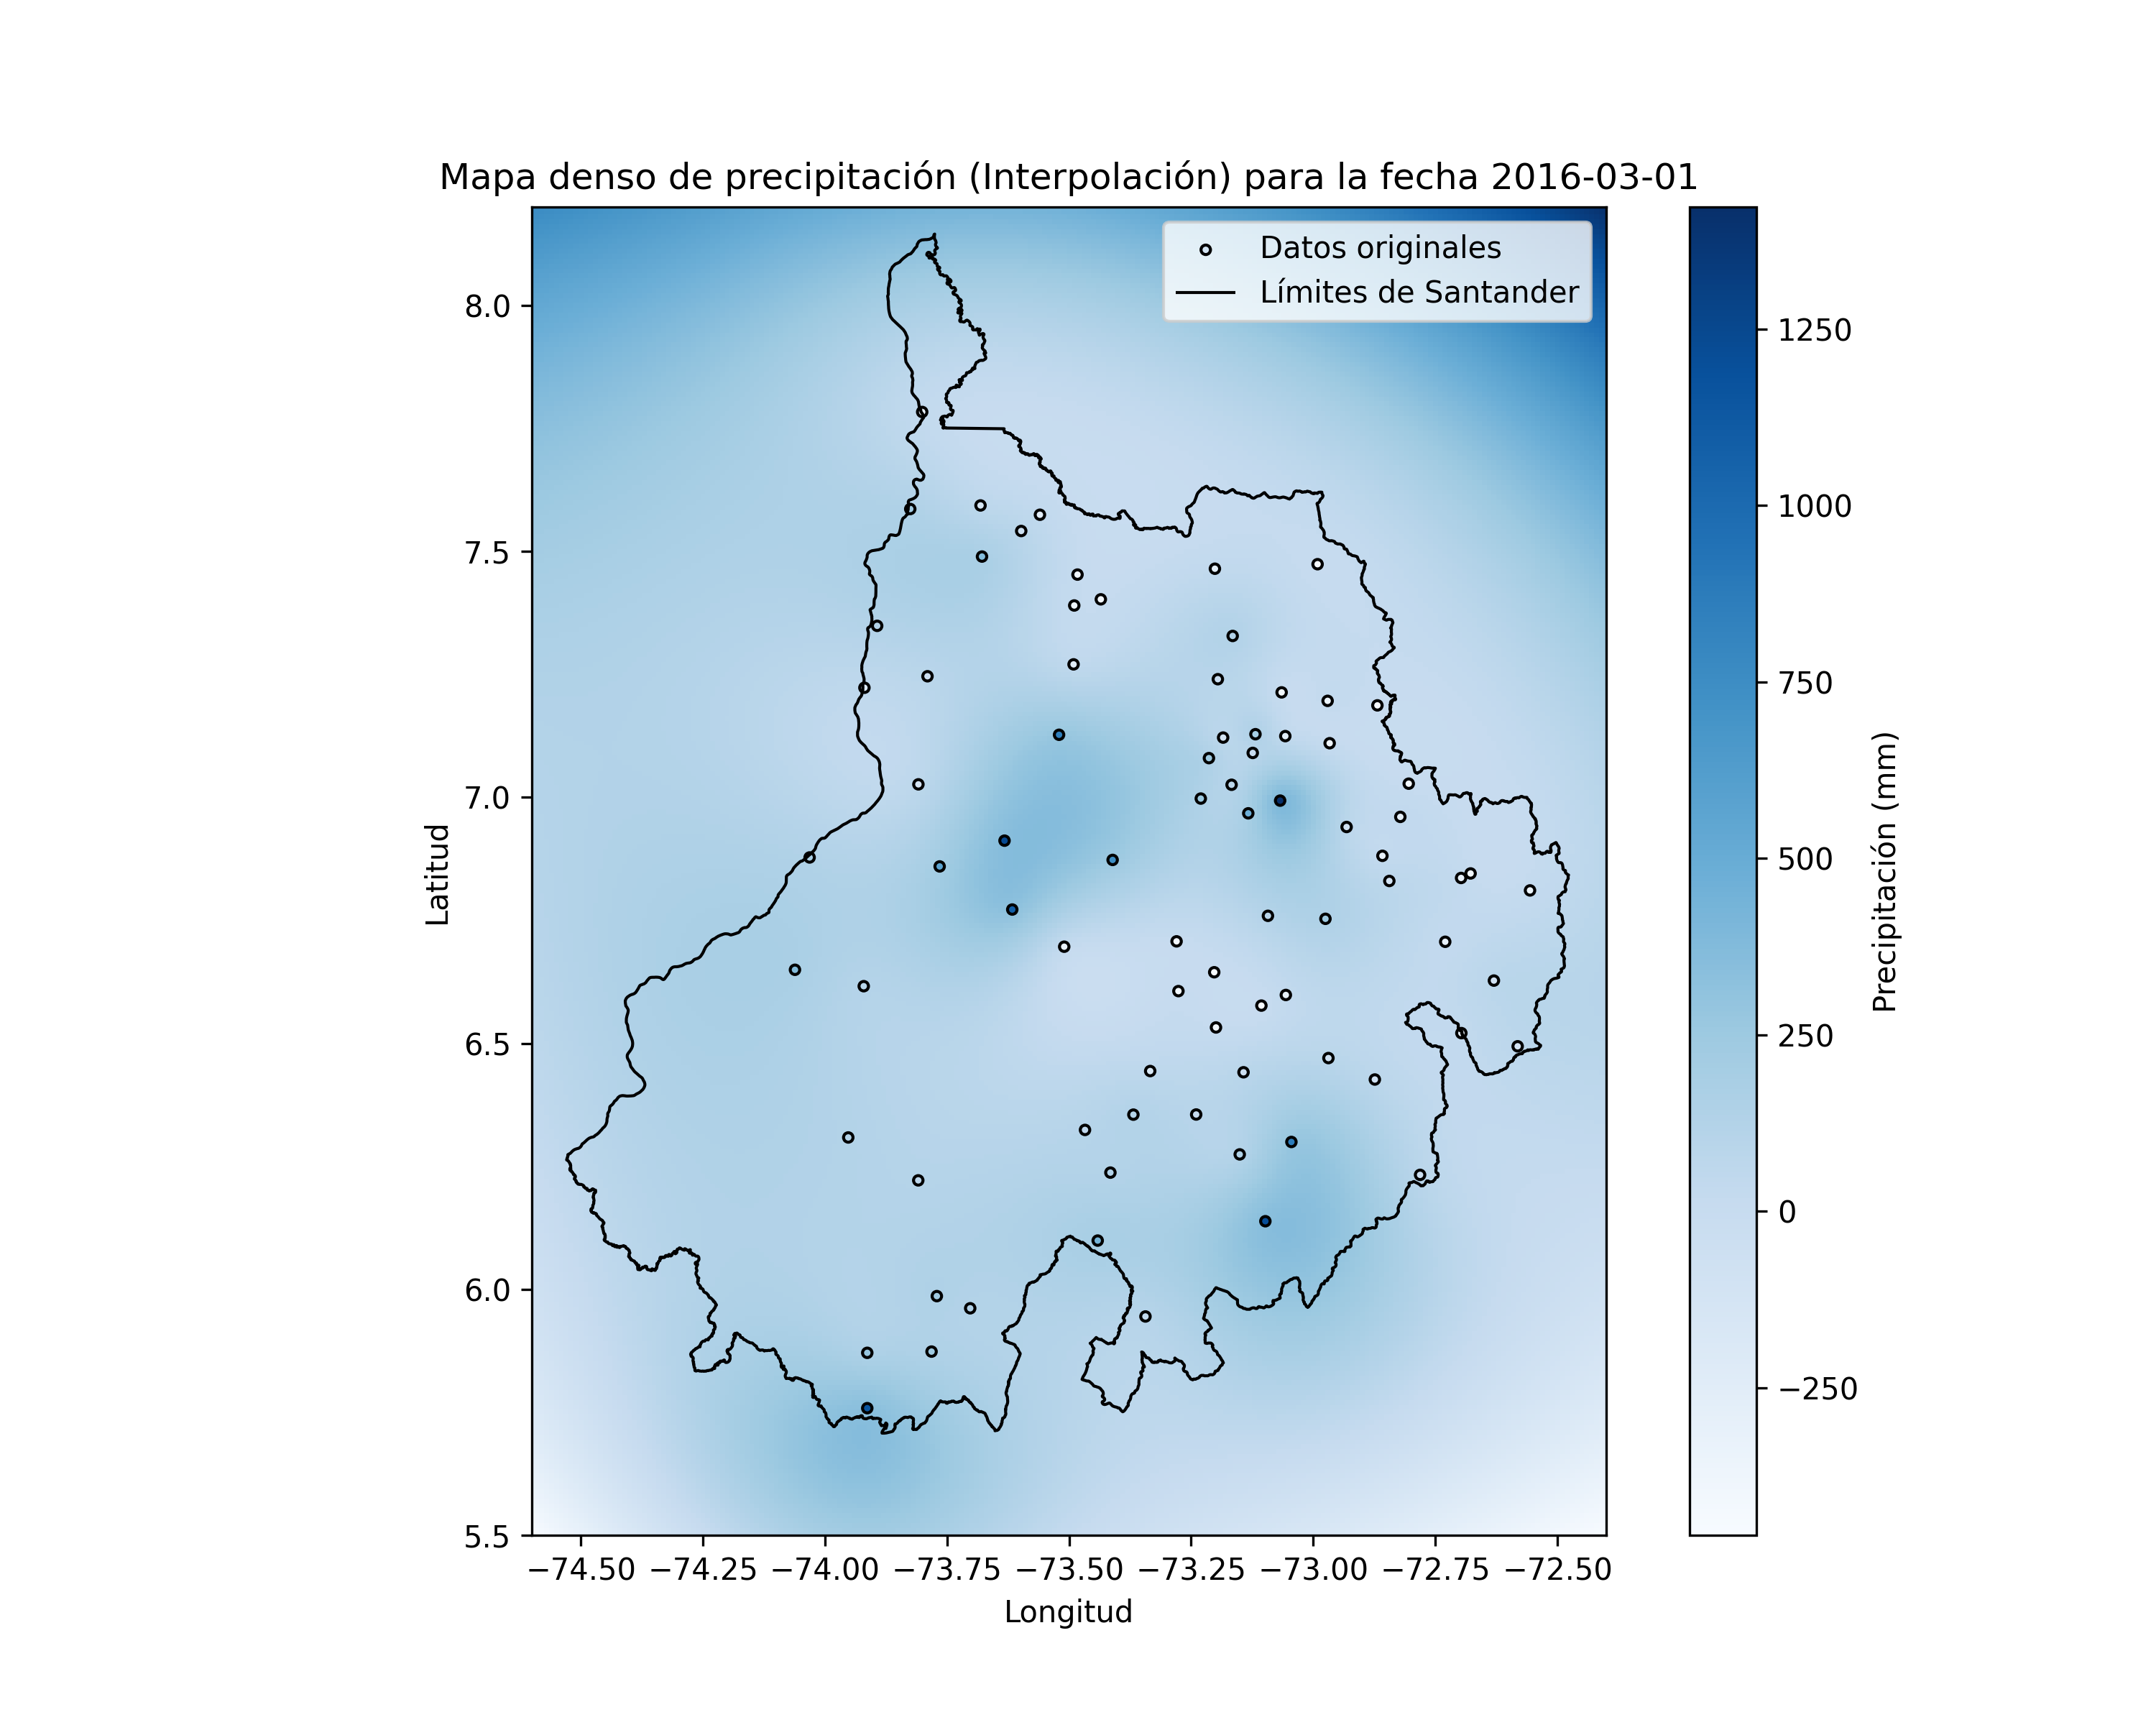 Mapa denso de precipitación (Interpolación) para la fecha 2016-03-01
Datos originales
Límites de Santander
8.0
7.5
7.0
6.5
6.0
5.5
Latitud
−74.50 −74.25 −74.00 −73.75 −73.50 −73.25 −73.00 −72.75 −72.50
Longitud
1250
1000
750
500
250
0
−250
Precipitación (mm)